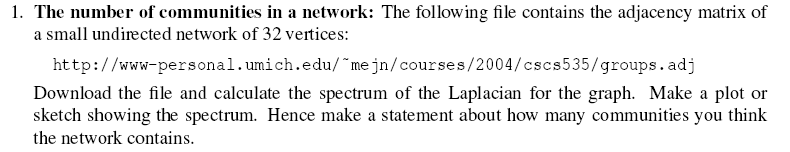 1. The number of communities in a network: The following file contains the adjacency matrix of
a small undirected network of 32 vertices:
http://www-personal.umich.edu/~mejn/courses/2004/cscs535/groups.adj
Download the file and calculate the spectrum of the Laplacian for the graph. Make a plot or
sketch showing the spectrum. Hence make a statement about how many communities you think
the network contains.